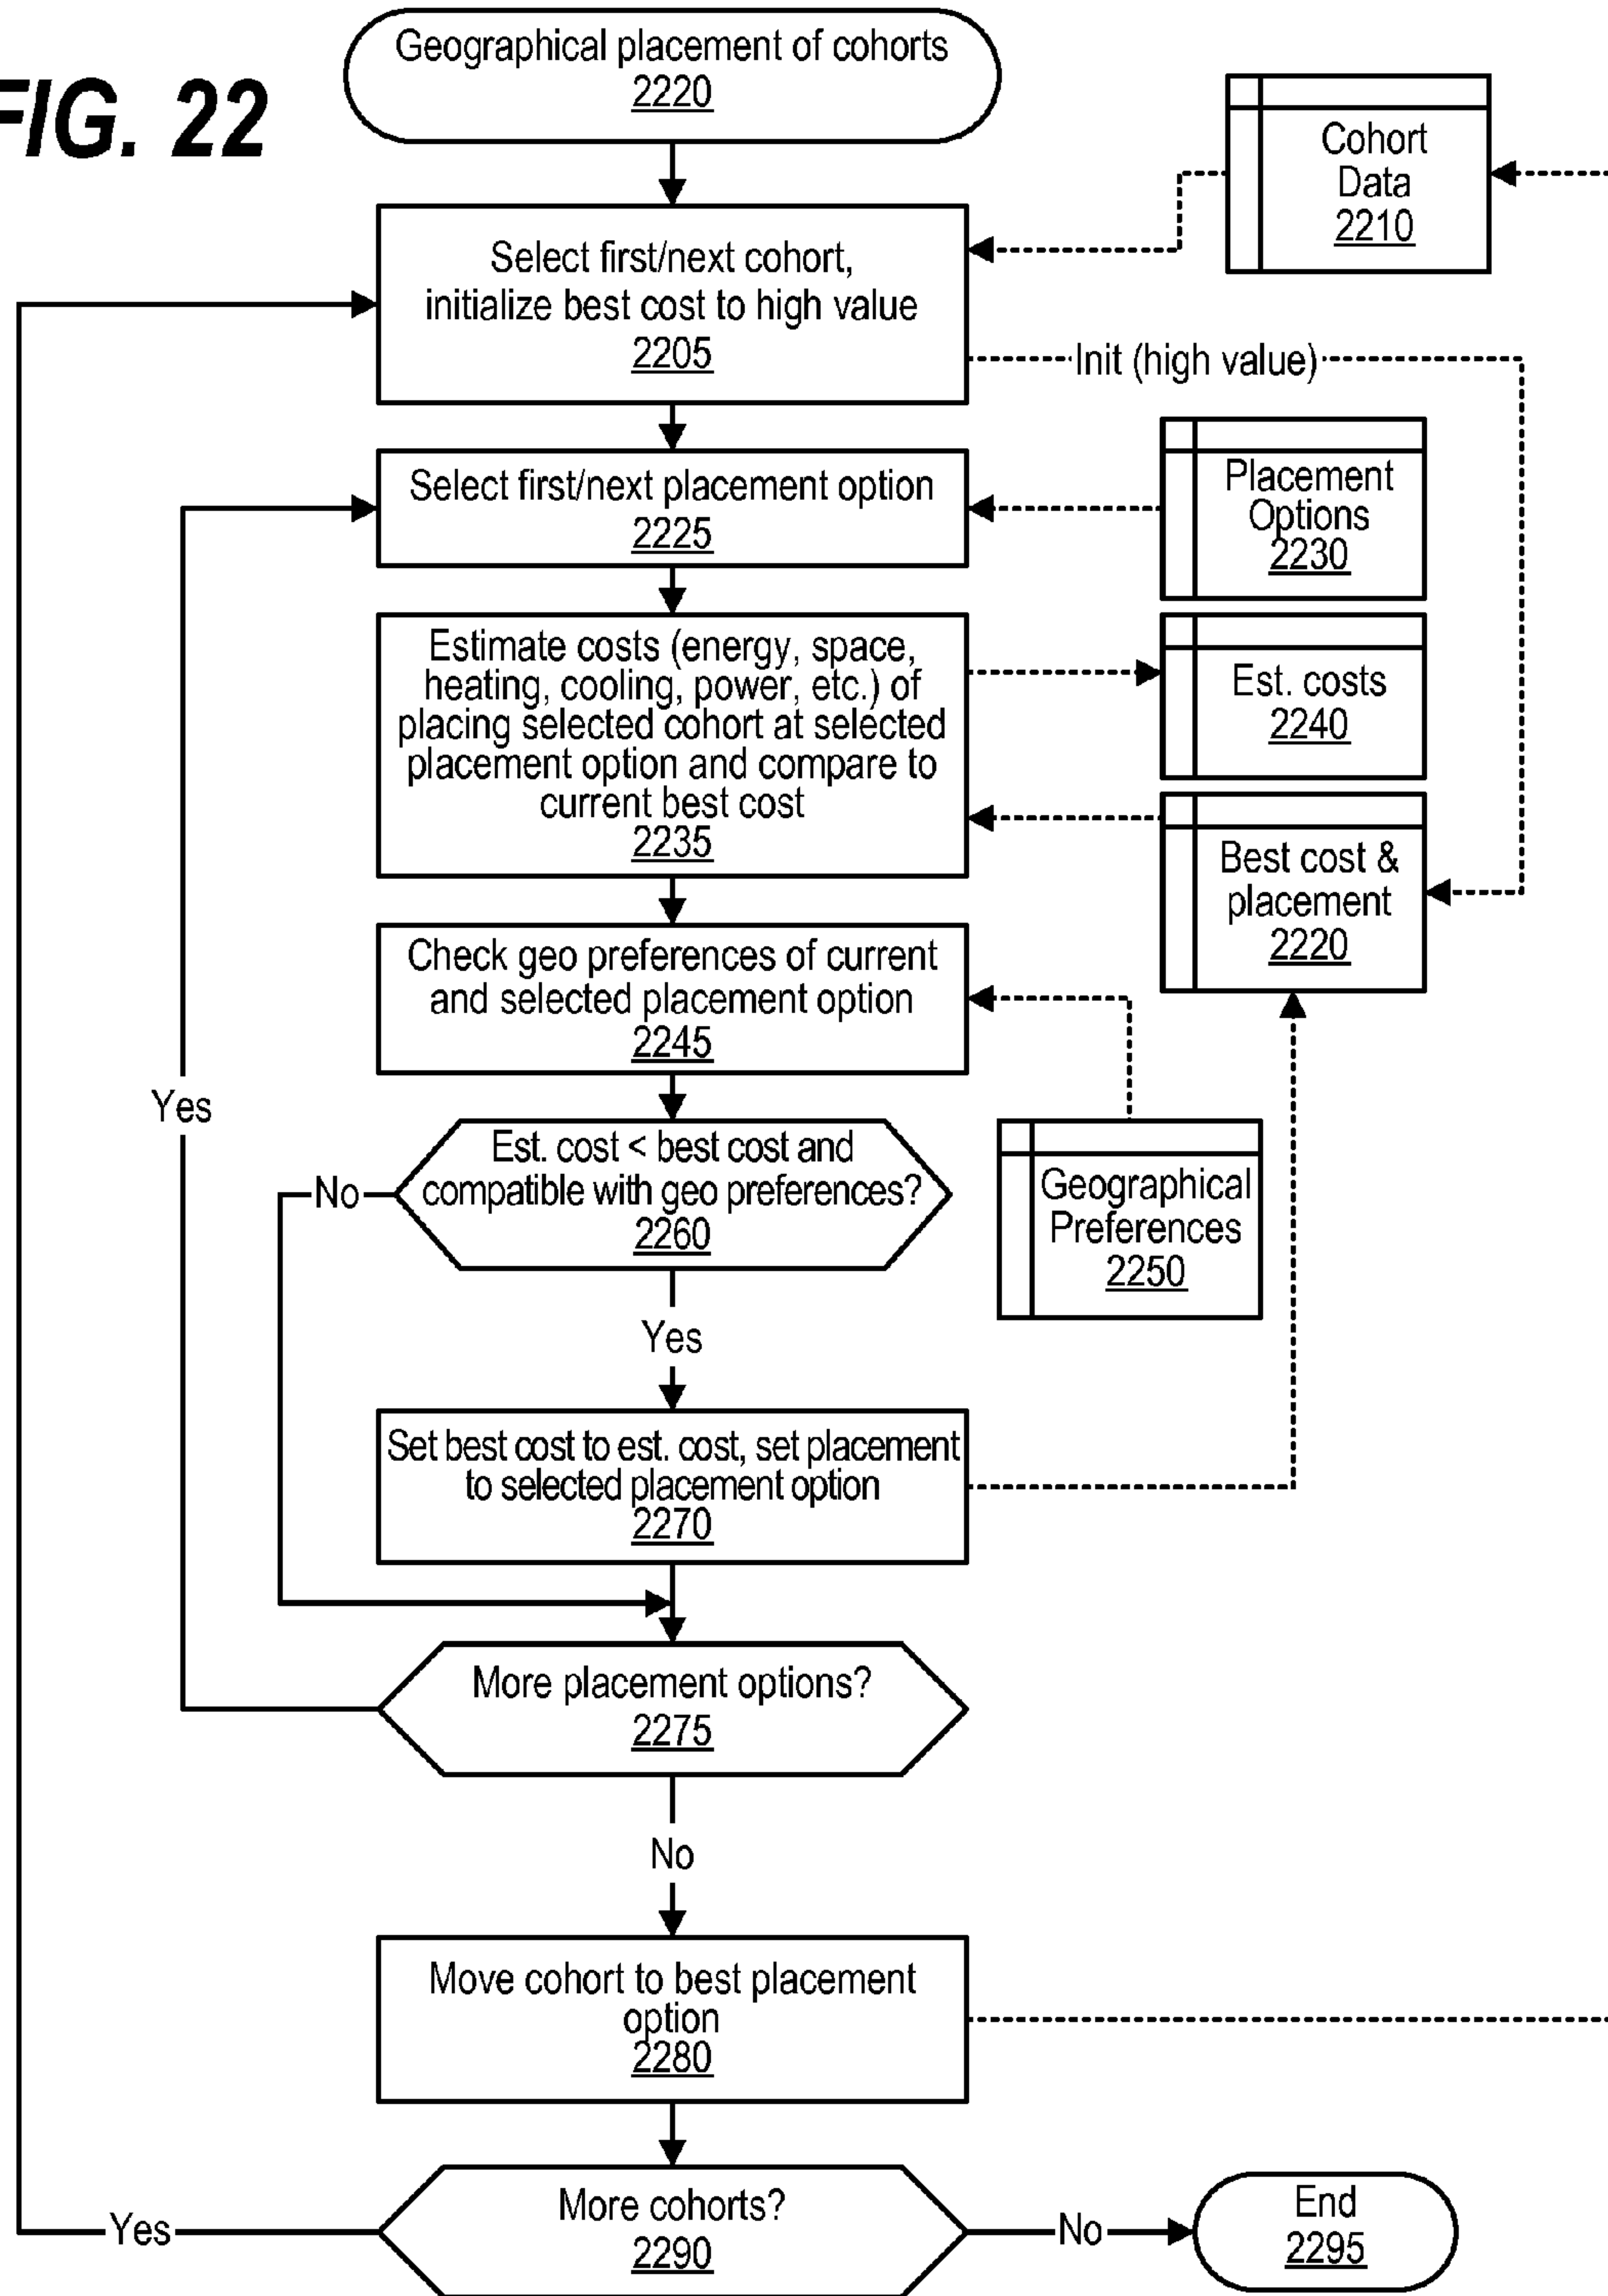 FIG. 22
Geographical placement of cohorts
2220
Cohort
Data
2210
Select first/next cohort,
initialize best cost to high value
2205
Init (high value)
Select first/next placement option
2225
Placement
Options
2230
Estimate costs (energy, space,
heating, cooling, power, etc.) of
placing selected cohort at selected
placement option and compare to
current best cost
2235
Est. costs
2240
Best cost &
placement
2220
Check geo preferences of current
and selected placement option
2245
Yes
Est. cost < best cost and
compatible with geo preferences?
2260
No
Geographical
Preferences
2250
Yes
Set best cost to est. cost, set placement
to selected placement option
2270
More placement options?
2275
No
Move cohort to best placement
option
2280
More cohorts?
2290
Yes
No
End
2295